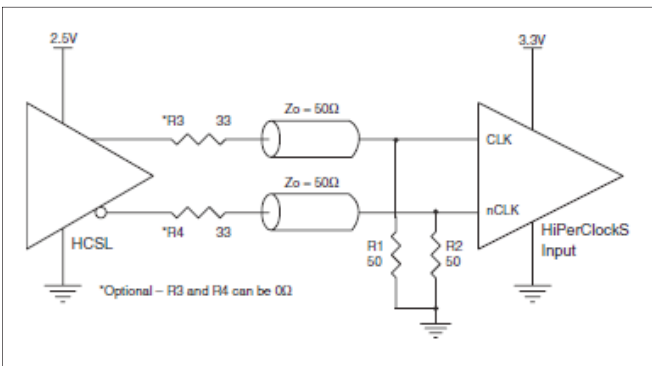 2.5V
3.3V
*R3 33
Zo = 50Ω
CLK
Zo = 50Ω
nCLK
*R4 33
HCSL
R1
50
R2
50
HiPerClockS
Input
*Optional – R3 and R4 can be 0Ω